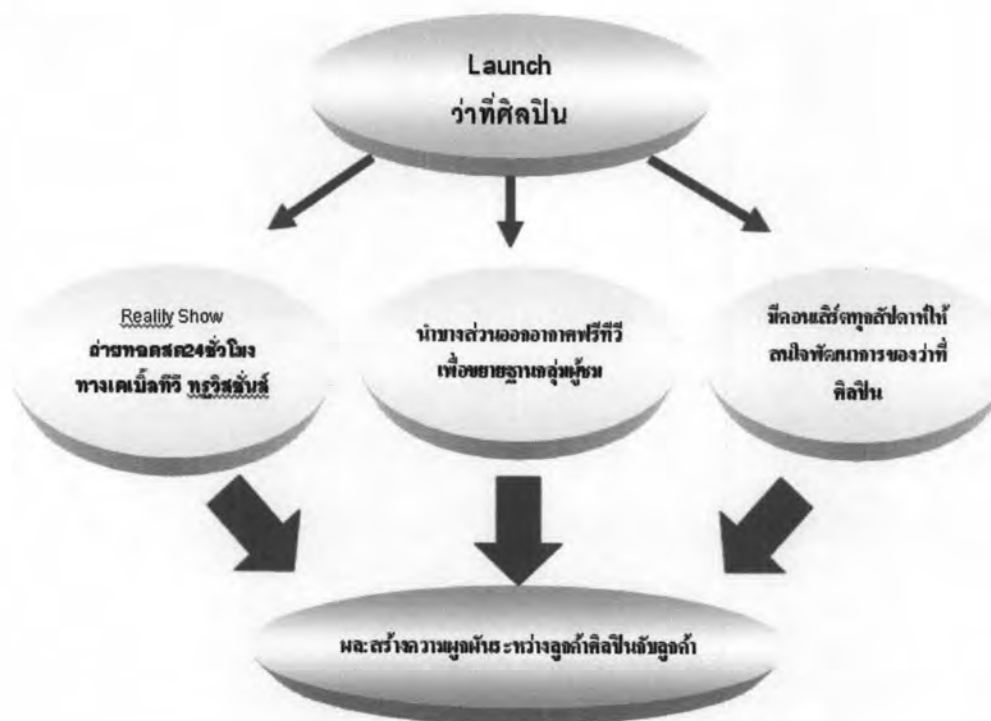 Launch
ว่าที่ศิลปิน
Reality Show
ถ่ายทอดสด24ชั่วโมง
ทางเคเบิ้ลทีวี ทรูวิสชั่นส์
นำบางส่วนออกอากาศฟรีทีวี
เพื่อขยายฐานกลุ่มผู้ชม
มีคอนเสิร์ตทุกสัปดาห์ให้
สนใจพัฒนาการของว่าที่
ศิลปิน
ผล:สร้างความผูกพันระหว่างลูกค้าศิลปินกับลูกค้า